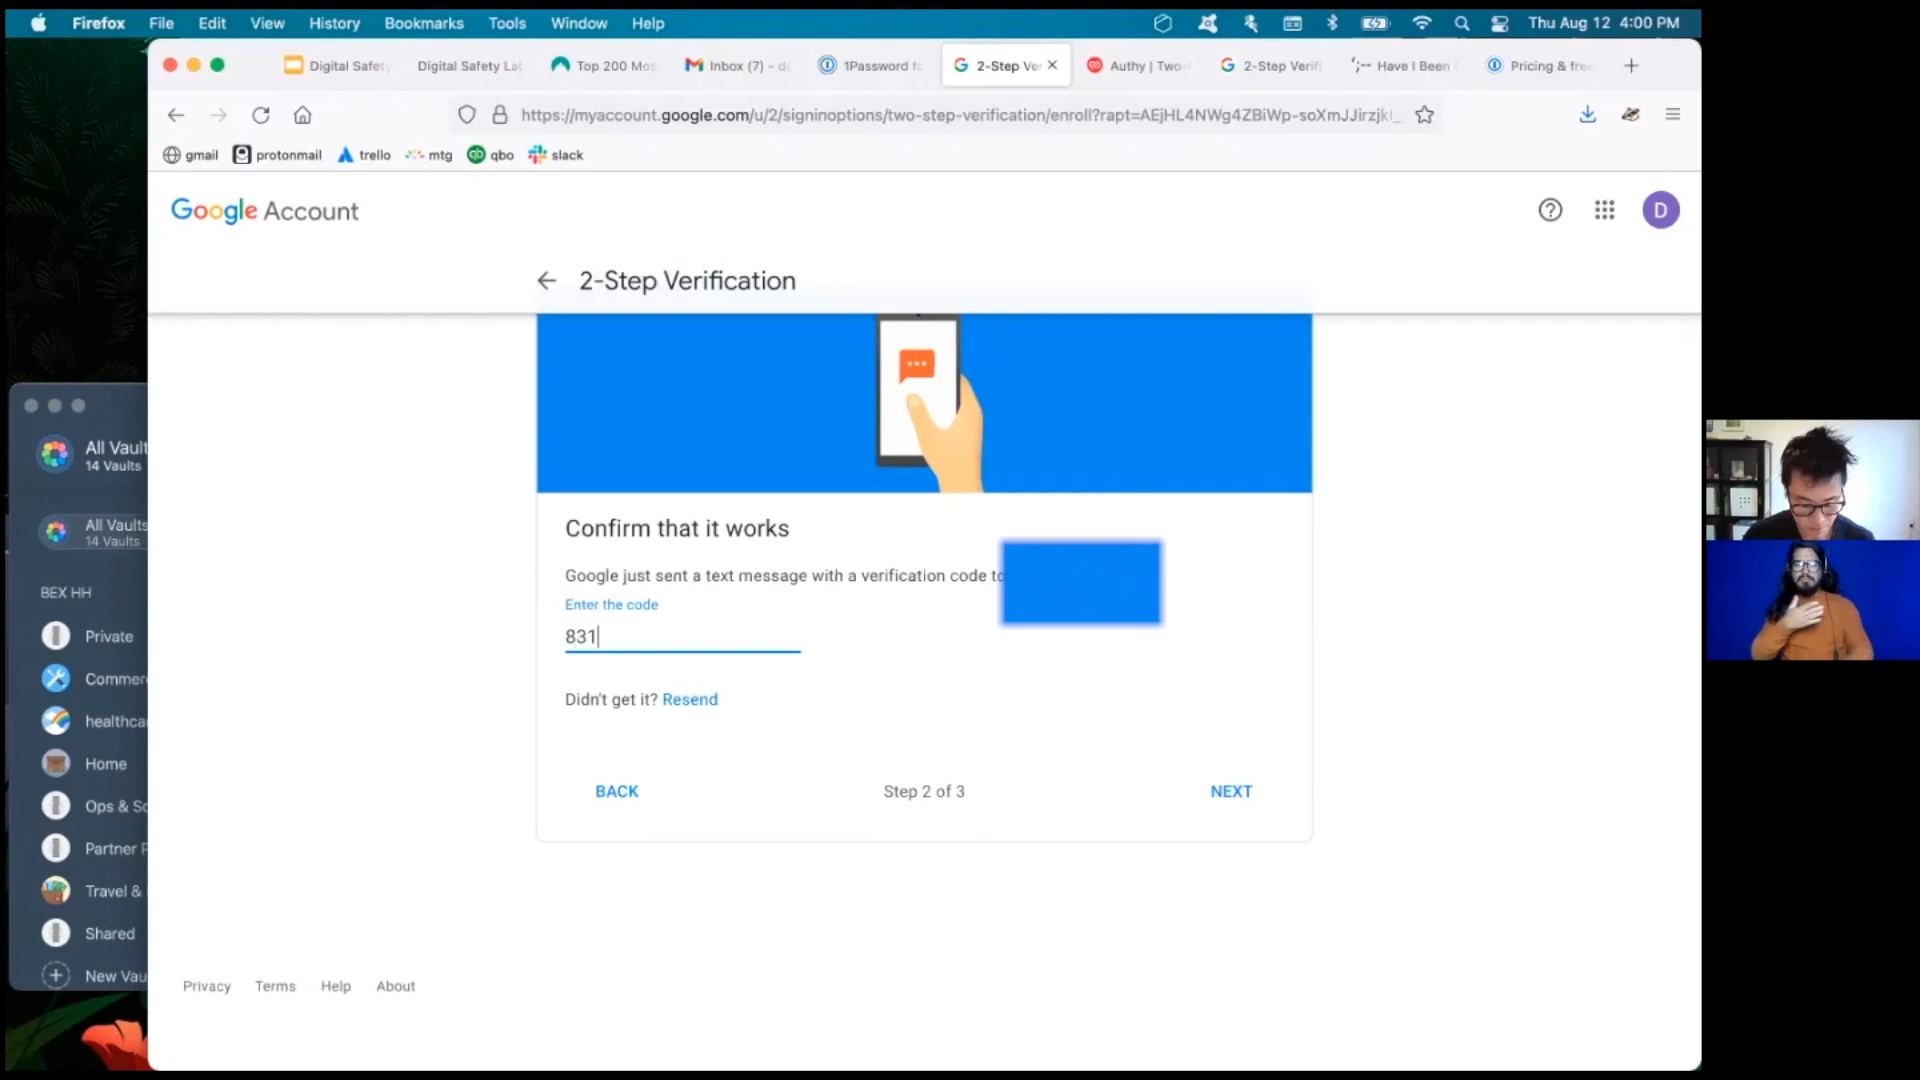 Firefox File Edit View History Bookmarks Tools Window Help Thu Aug 12 4:00 PM
Digital Safet Digital Safety La Top 200 Mos Inbox (7) - d 1Password fo 2-Step Ve Authy | Two- 2-Step Verifi Have I Been Pricing & free
https://myaccount.google.com/u/2/signinoptions/two-step-verification/enroll?rapt=AEjHL4NWg4ZBiWp-soXmJJirzjk
gmail protonmail trello mtg qbo slack
Google Account
D
2-Step Verification
All Vault
14 Vaults
All Vaults
14 Vaults
BEX HH
Private
Commer
healthca
Home
Ops & Sc
Partner P
Travel &
Shared
New Vau
Confirm that it works
Google just sent a text message with a verification code to
Enter the code
831
Didn't get it? Resend
BACK Step 2 of 3 NEXT
Privacy Terms Help About